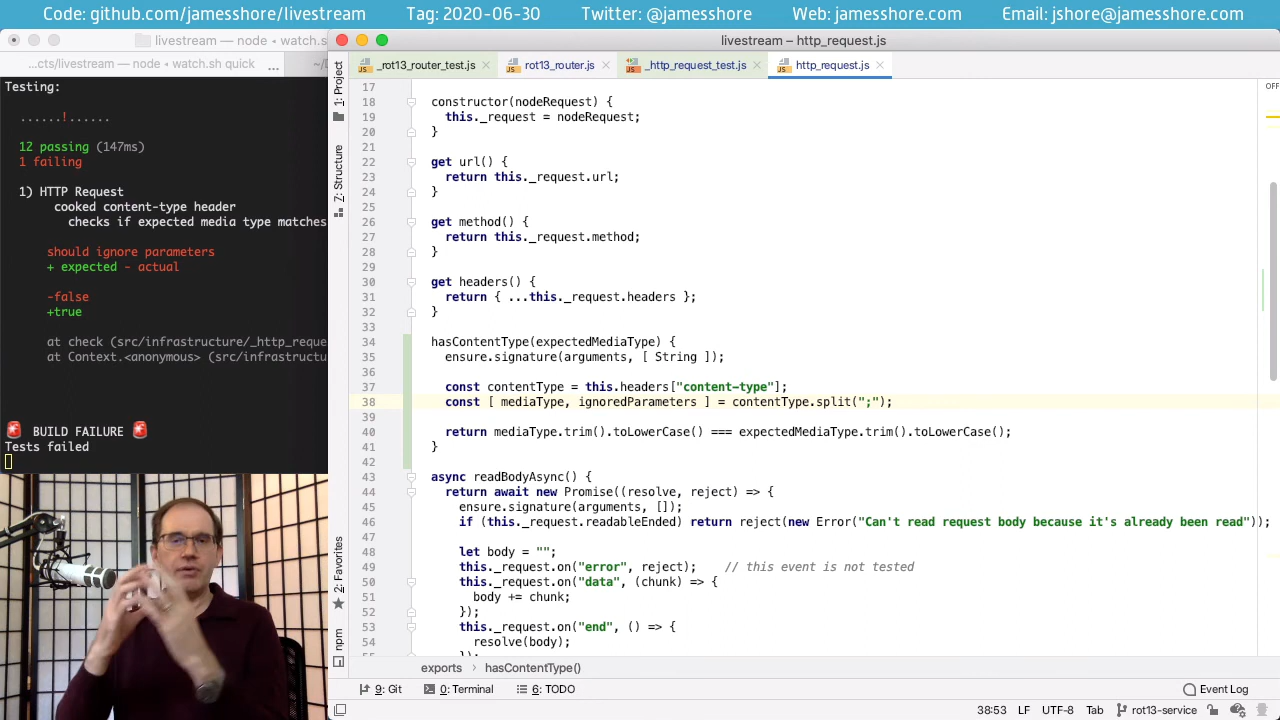 Code: github.com/jamesshore/livestream Tag: 2020-06-30 Twitter: @jamesshore Web: jamesshore.com Email: jshore@jamesshore.com
livestream — node • watch.s
...cts/livestream — node • watch.sh quick ...
Testing:
......!......
12 passing (147ms)
1 failing
1) HTTP Request
cooked content-type header
checks if expected media type matches
should ignore parameters
+ expected - actual
-false
+true
at check (src/infrastructure/_http_reque
at Context.<anonymous> (src/infrastructu
BUILD FAILURE
Tests failed
livestream – http_request.js
_rot13_router_test.js rot13_router.js _http_request_test.js http_request.js
1: Project
7: Structure
2: Favorites
npm
OFF
17
18 constructor(nodeRequest) {
19 this._request = nodeRequest;
20 }
21
22 get url() {
23 return this._request.url;
24 }
25
26 get method() {
27 return this._request.method;
28 }
29
30 get headers() {
31 return { ...this._request.headers };
32 }
33
34 hasContentType(expectedMediaType) {
35 ensure.signature(arguments, [ String ]);
36
37 const contentType = this.headers["content-type"];
38 const [ mediaType, ignoredParameters ] = contentType.split(";");
39
40 return mediaType.trim().toLowerCase() === expectedMediaType.trim().toLowerCase();
41 }
42
43 async readBodyAsync() {
44 return await new Promise((resolve, reject) => {
45 ensure.signature(arguments, []);
46 if (this._request.readableEnded) return reject(new Error("Can't read request body because it's already been read"));
47
48 let body = "";
49 this._request.on("error", reject); // this event is not tested
50 this._request.on("data", (chunk) => {
51 body += chunk;
52 });
53 this._request.on("end", () => {
54 resolve(body);
55 });
exports › hasContentType()
9: Git 0: Terminal 6: TODO Event Log
38:53 LF UTF-8 Tab rot13-service